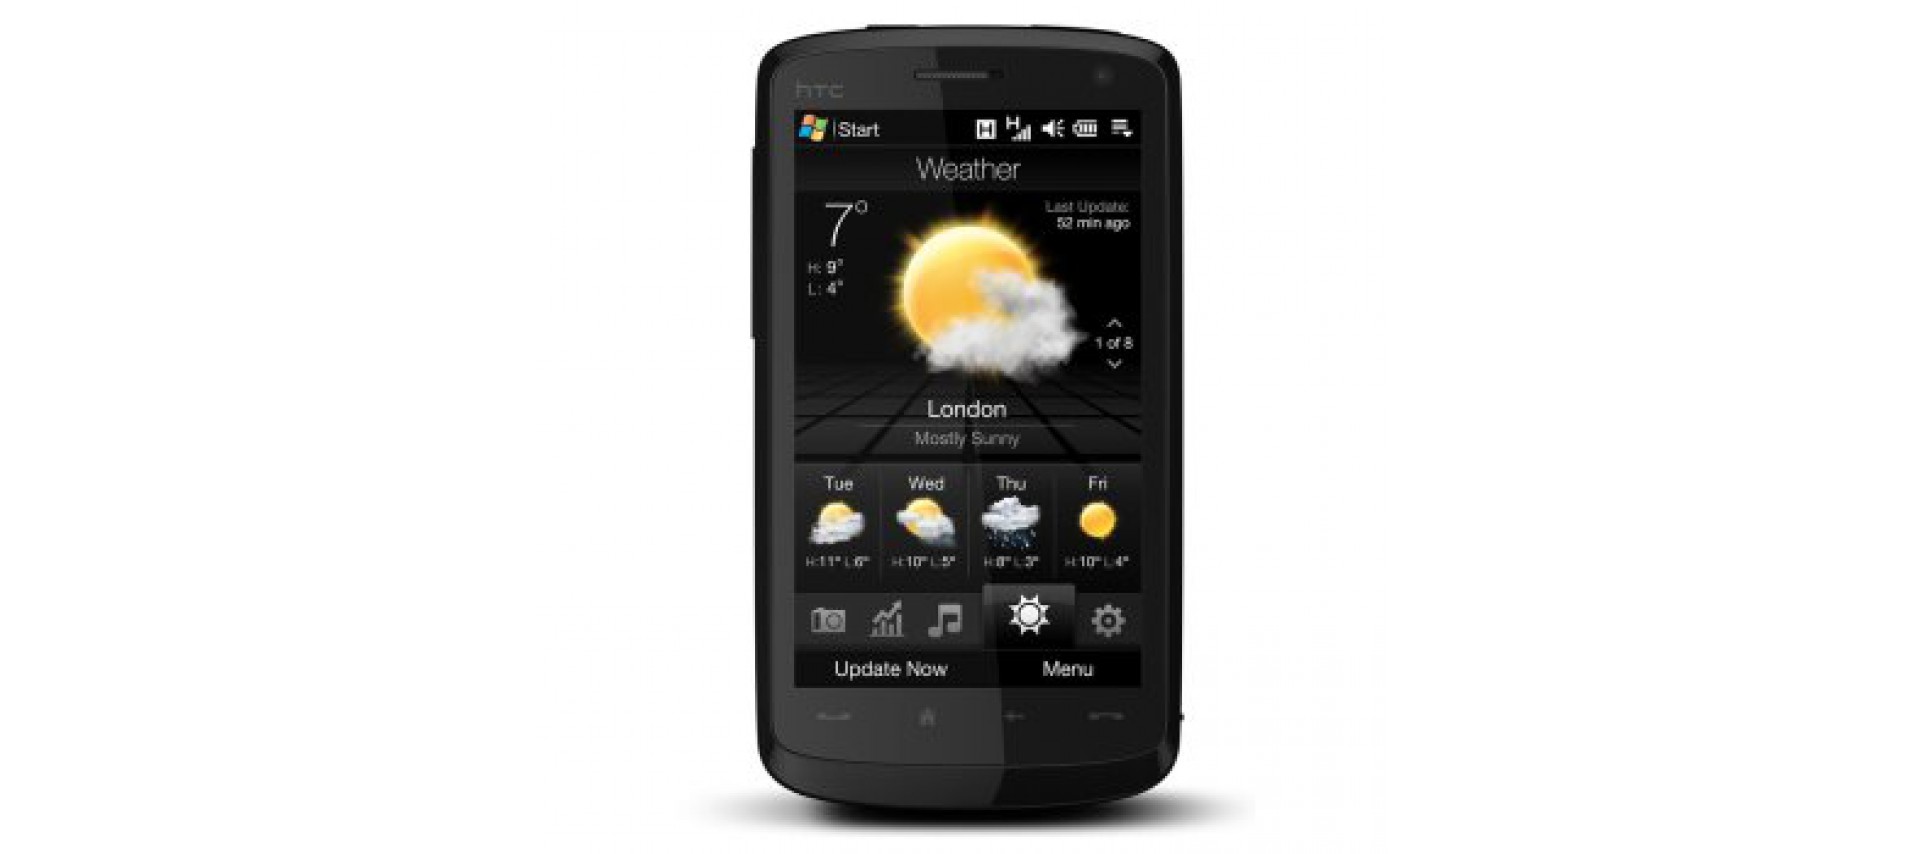 hTC
Start
H
H
Weather
7°
Last Update:
52 min ago
H: 9°
L: 4°
1 of 8
London
Mostly Sunny
Tue Wed Thu Fri
H:11° L:6° H:10° L:5° H:8° L:3° H:10° L:4°
Update Now Menu